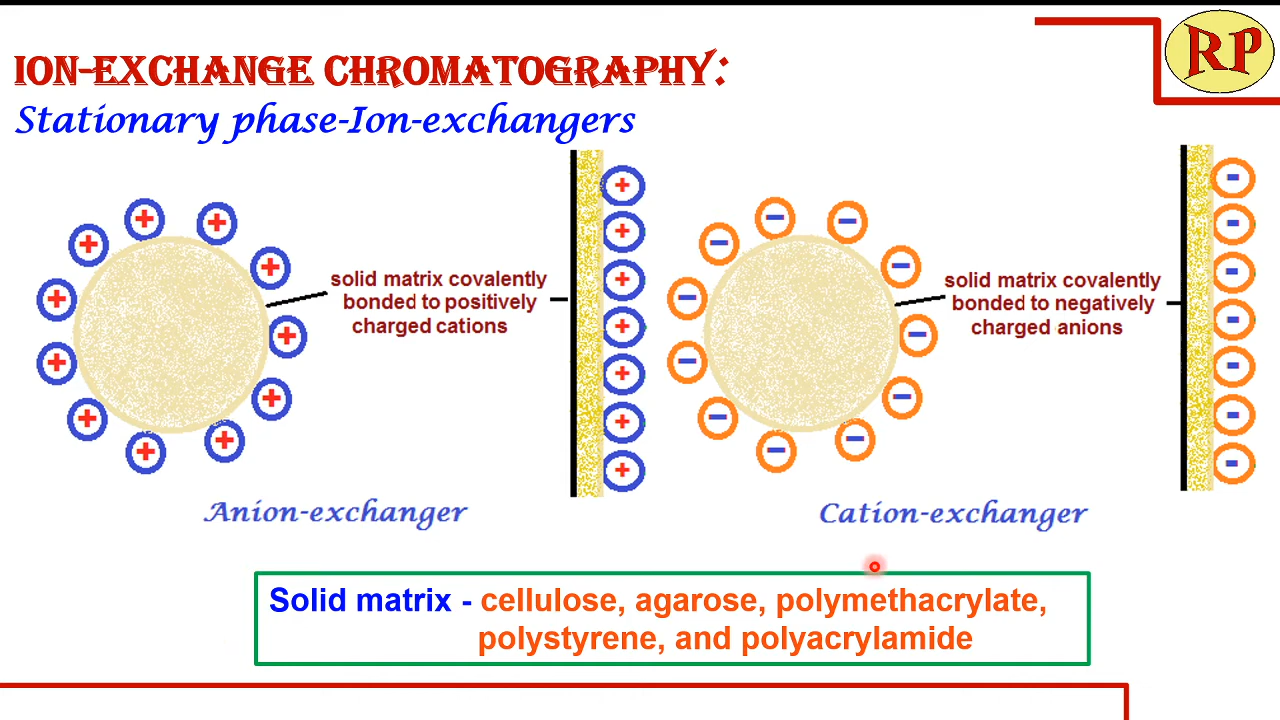 RP
ION-EXCHANGE CHROMATOGRAPHY:
Stationary phase-Ion-exchangers
solid matrix covalently
bonded to positively
charged cations
solid matrix covalently
bonded to negatively
charged anions
Anion-exchanger
Cation-exchanger
Solid matrix - cellulose, agarose, polymethacrylate,
polystyrene, and polyacrylamide